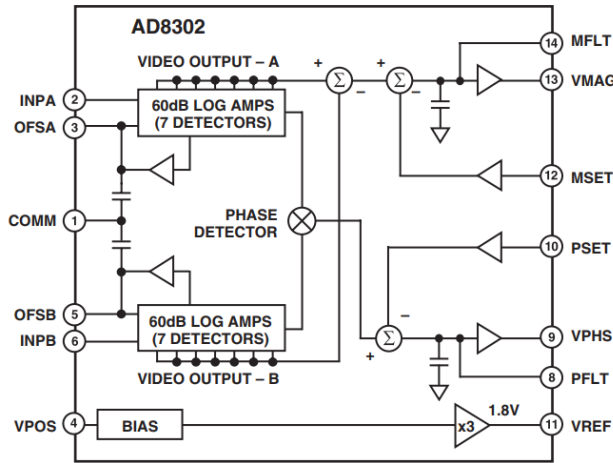 AD8302
VIDEO OUTPUT – A
+
Σ
–
+
Σ
–
14
MFLT
13
VMAG
INPA
2
OFSA
3
60dB LOG AMPS
(7 DETECTORS)
12
MSET
COMM
1
PHASE
DETECTOR
10
PSET
–
Σ
+
OFSB
5
INPB
6
60dB LOG AMPS
(7 DETECTORS)
VIDEO OUTPUT – B
9
VPHS
8
PFLT
VPOS
4
BIAS
x3
1.8V
11
VREF